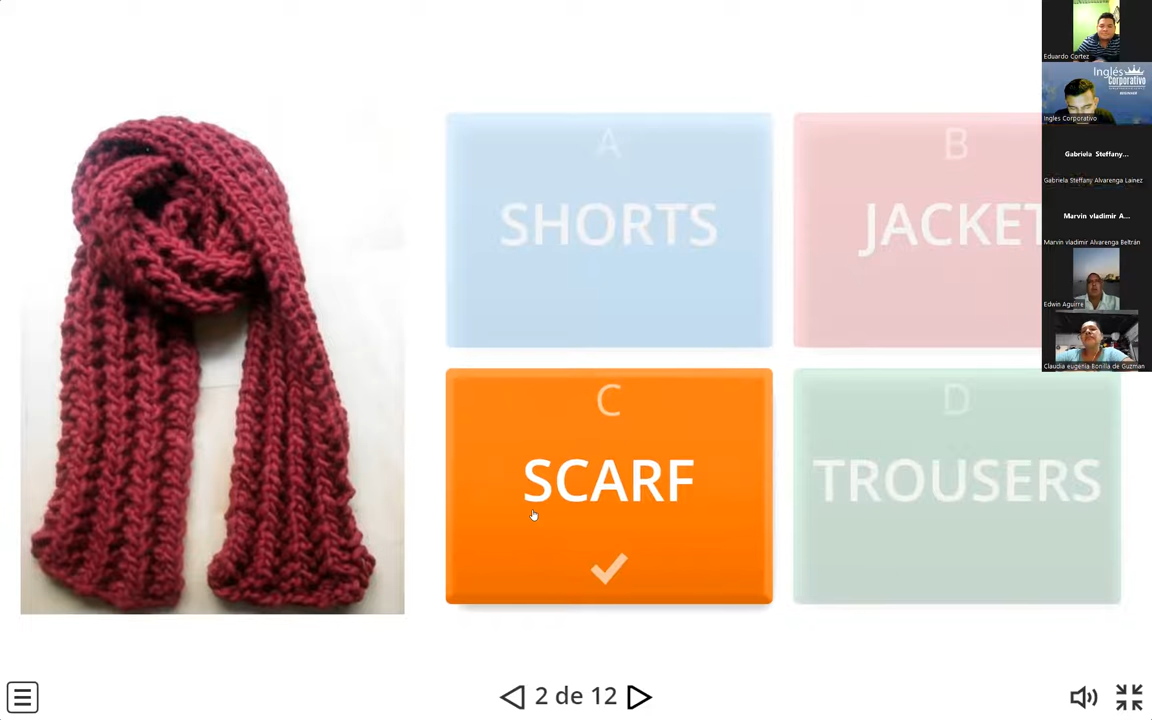 A
SHORTS
B
JACKET
C
SCARF
D
TROUSERS
2 de 12
Eduardo Cortez
Inglés
Corporativo
BEGINNER
Ingles Corporativo
Gabriela Steffany...
Gabriela Steffany Alvarenga Lainez
Marvin vladimir A...
Marvin vladimir Alvarenga Beltrán
Edwin Aguirre
Claudia eugenia Bonilla de Guzman